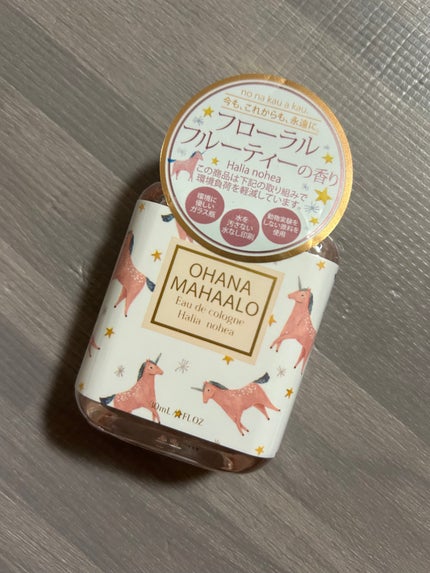 no na kau a kau
今も、これからも、永遠に。
フローラル
フルーティーの香り
Halia nohea
この商品は下記の取り組みで
環境負荷を軽減しています。
環境に
優しい
ガラス瓶
水を
汚さない
水なし印刷
動物実験を
しない原料を
使用
OHANA
MAHAALO
Eau de cologne
Halia nohea
FL.OZ